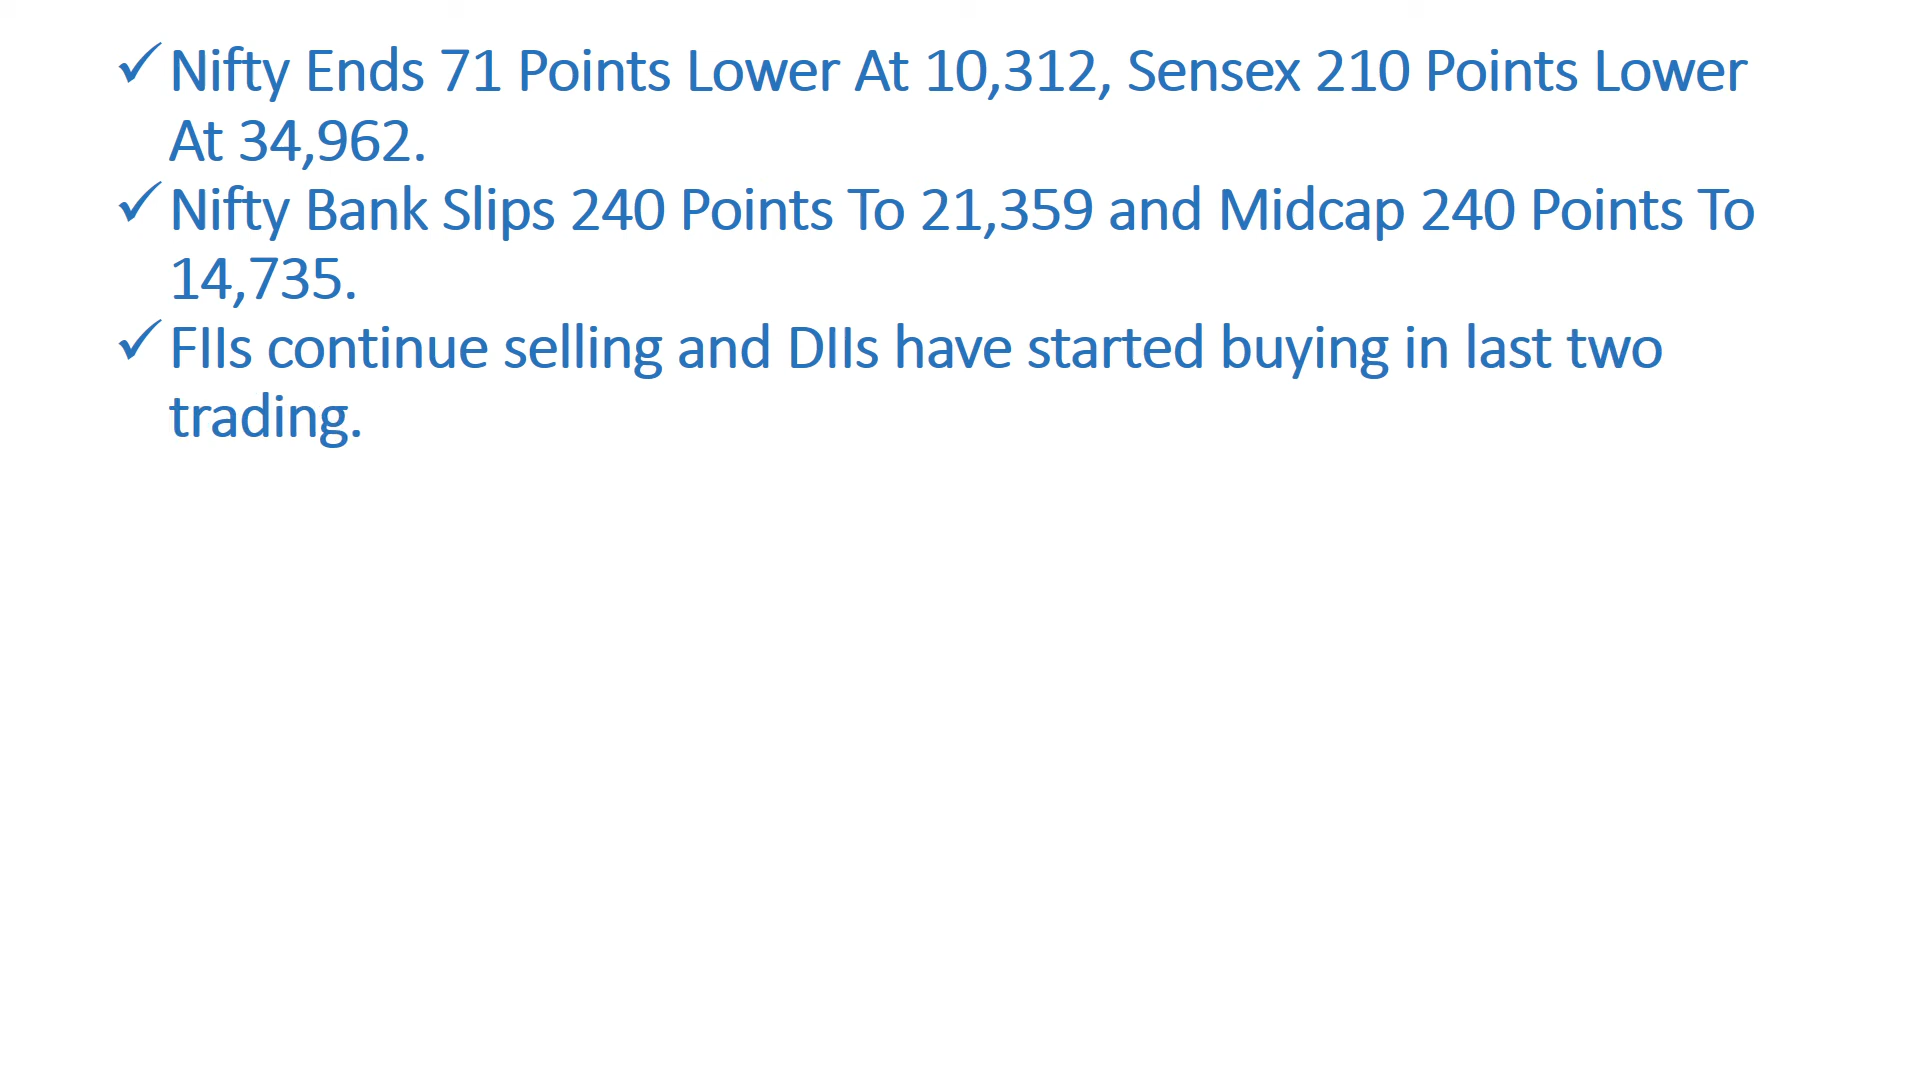 ✓Nifty Ends 71 Points Lower At 10,312, Sensex 210 Points Lower
At 34,962.
✓Nifty Bank Slips 240 Points To 21,359 and Midcap 240 Points To
14,735.
✓FIIs continue selling and DIIs have started buying in last two
trading.